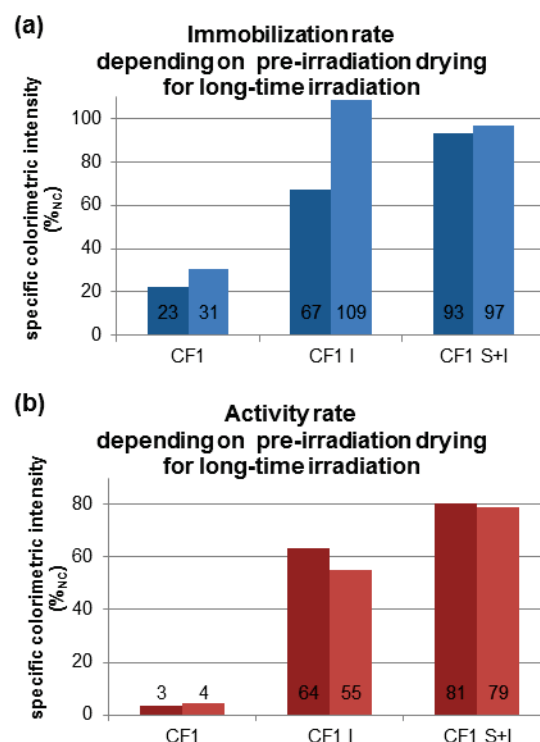 (a)
Immobilization rate
depending on pre-irradiation drying
for long-time irradiation
specific colorimetric intensity
(%NC)
100
80
60
40
20
0
23
31
67
109
93
97
CF1
CF1 I
CF1 S+I
(b)
Activity rate
depending on pre-irradiation drying
for long-time irradiation
specific colorimetric intensity
(%NC)
80
60
40
20
0
3
4
64
55
81
79
CF1
CF1 I
CF1 S+I